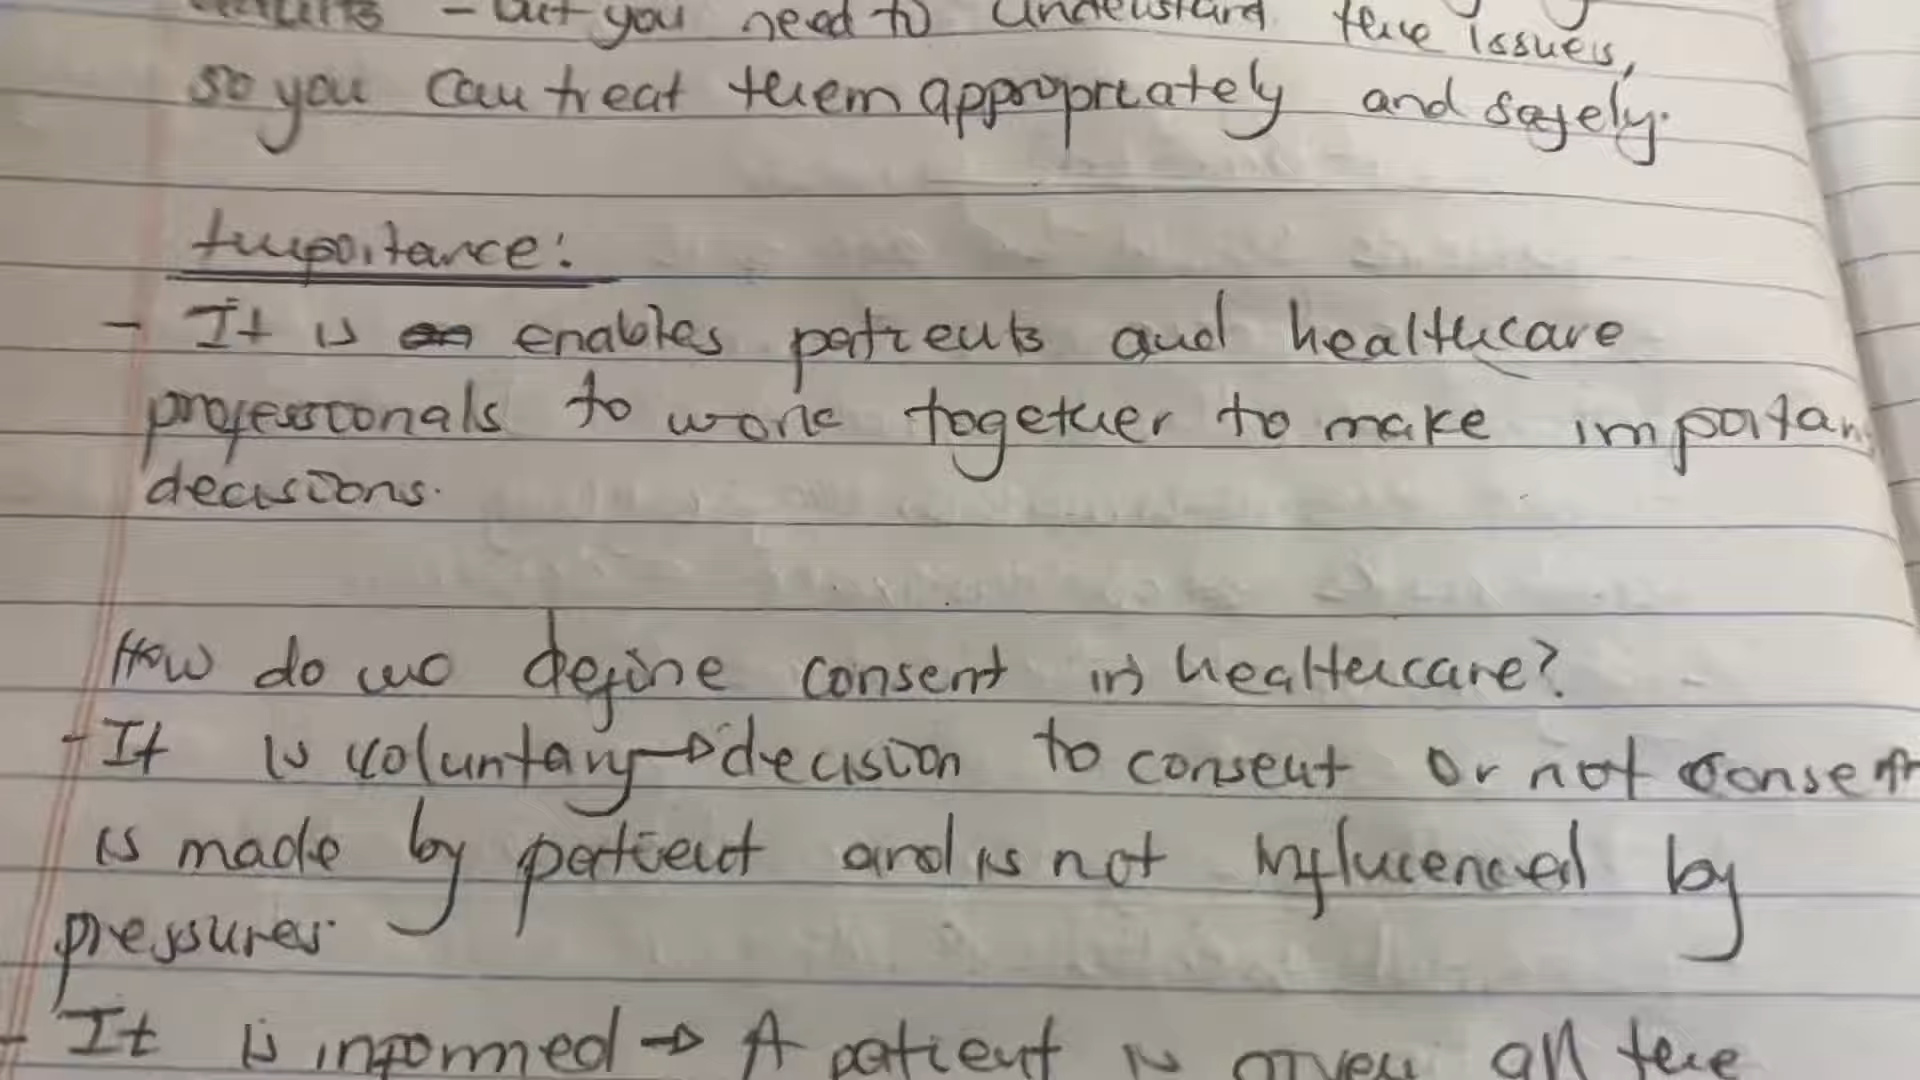 - but you need to understand these issues,
so you can treat them appropriately and safely.
Importance:
- It is enables patients and healthcare
professionals to work together to make importan
decisions.
How do we define consent in healthcare?
- It is voluntary → decision to consent or not consent
is made by patient and is not influcenced by
pressures.
- It is informed → A patient is given all the